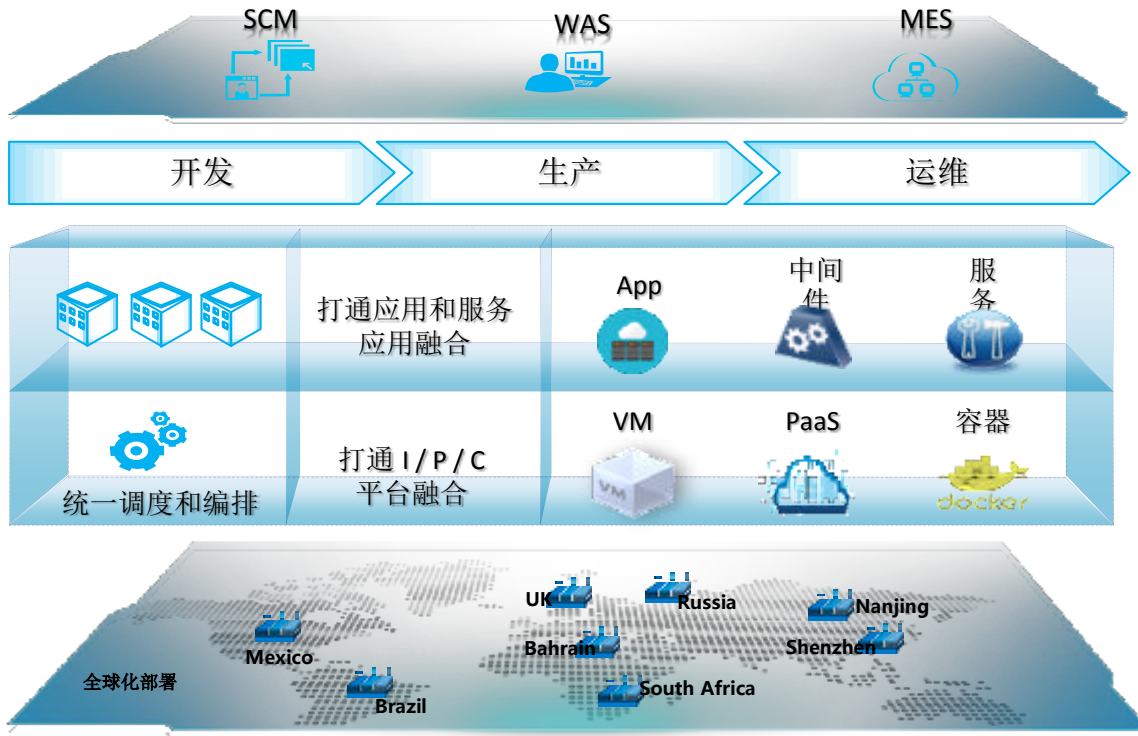 SCM
WAS
MES
开发
生产
运维
打通应用和服务
应用融合
App
中间
件
服
务
统一调度和编排
打通 I / P / C
平台融合
VM
VM
PaaS
容器
docker
UK
Russia
Nanjing
Mexico
Bahrain
Shenzhen
全球化部署
Brazil
South Africa